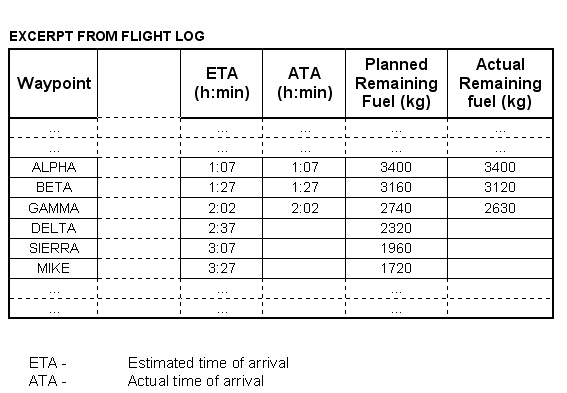 EXCERPT FROM FLIGHT LOG
Waypoint ETA (h:min) ATA (h:min) Planned Remaining Fuel (kg) Actual Remaining fuel (kg)
... ... ... ... ...
... ... ... ... ...
ALPHA 1:07 1:07 3400 3400
BETA 1:27 1:27 3160 3120
GAMMA 2:02 2:02 2740 2630
DELTA 2:37 2320
SIERRA 3:07 1960
MIKE 3:27 1720
... ... ...
... ... ...
ETA - Estimated time of arrival
ATA - Actual time of arrival